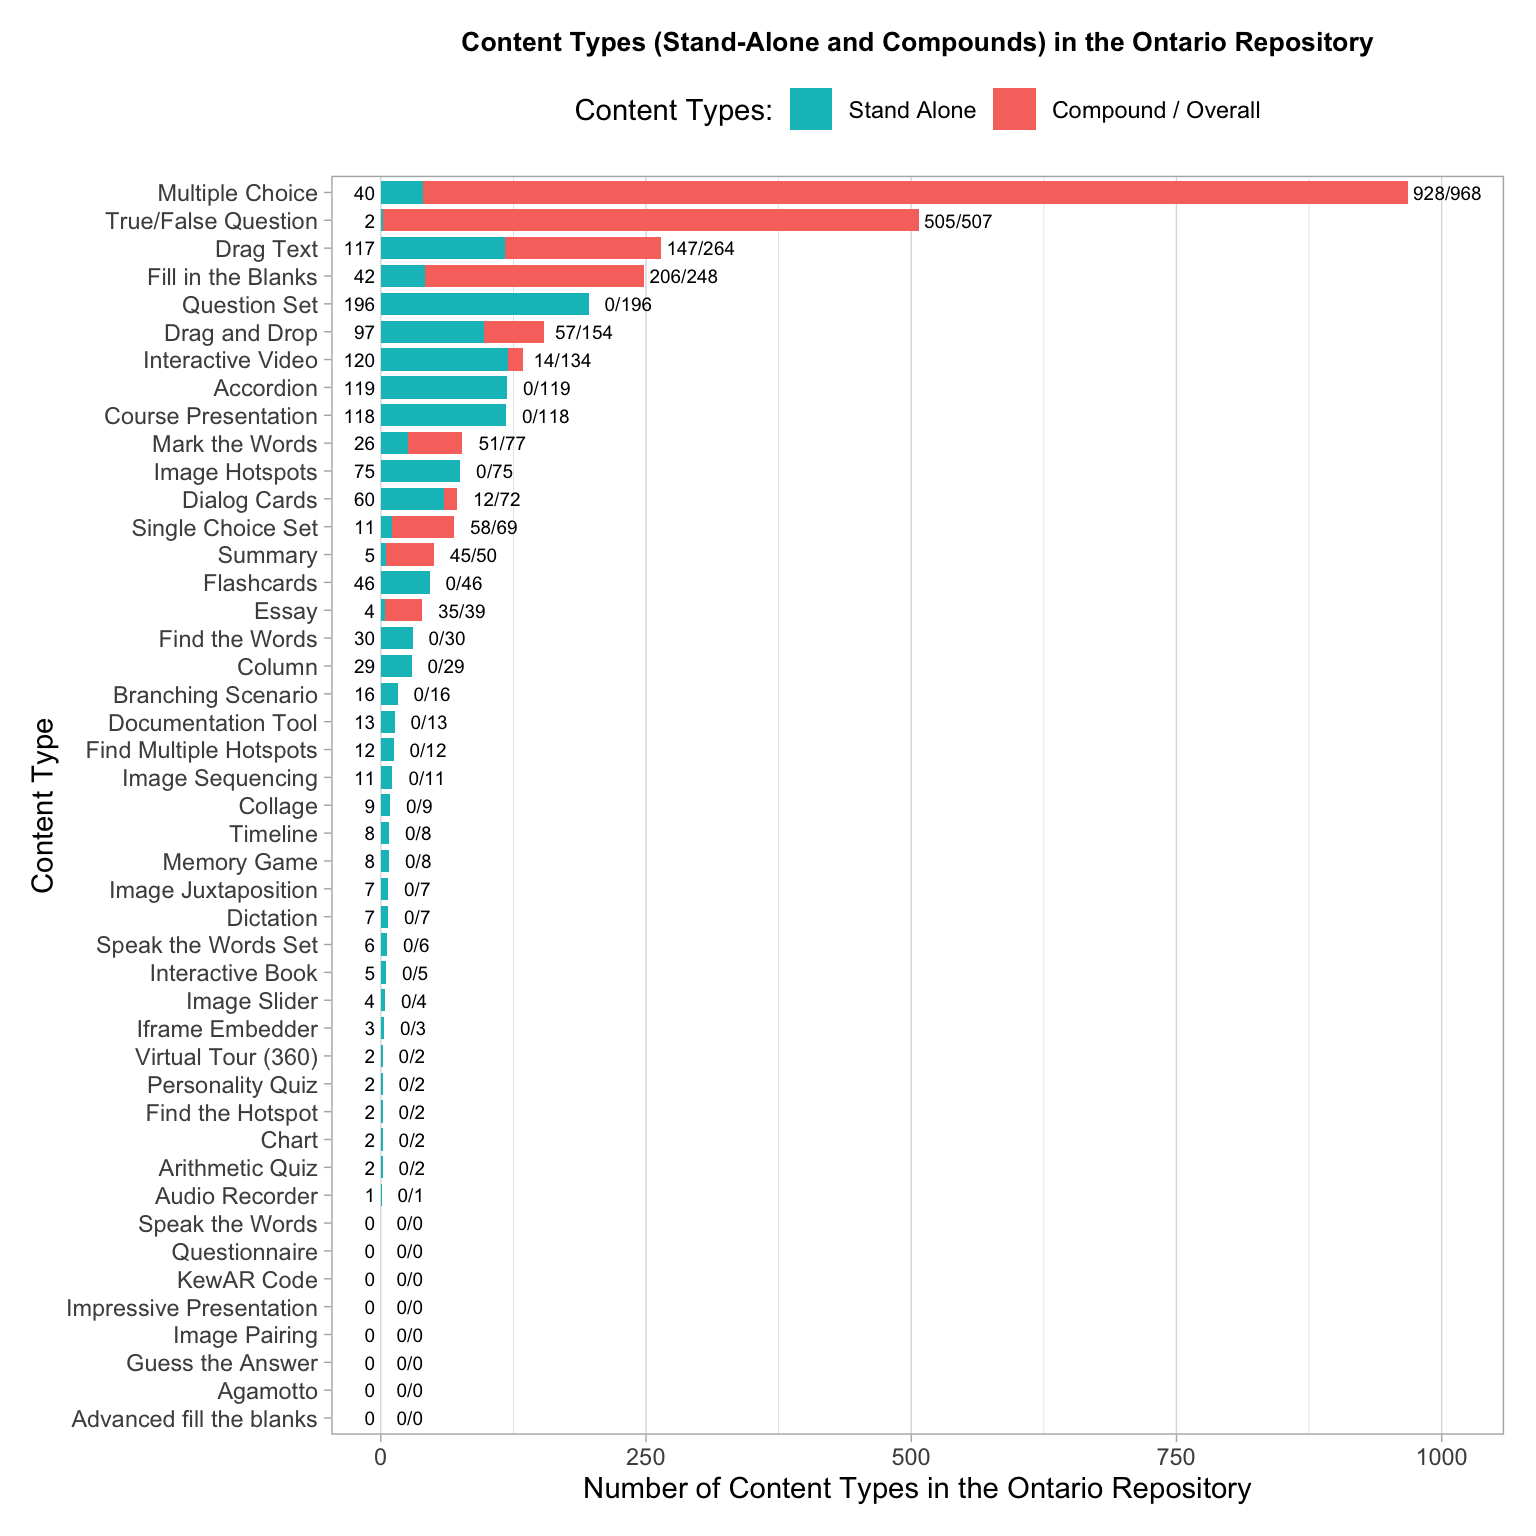 Content Types (Stand-Alone and Compounds) in the Ontario Repository
Content Types: Stand Alone Compound / Overall
Multiple Choice 40 928/968
True/False Question 2 505/507
Drag Text 117 147/264
Fill in the Blanks 42 206/248
Question Set 196 0/196
Drag and Drop 97 57/154
Interactive Video 120 14/134
Accordion 119 0/119
Course Presentation 118 0/118
Mark the Words 26 51/77
Image Hotspots 75 0/75
Dialog Cards 60 12/72
Single Choice Set 11 58/69
Summary 5 45/50
Flashcards 46 0/46
Essay 4 35/39
Find the Words 30 0/30
Column 29 0/29
Branching Scenario 16 0/16
Documentation Tool 13 0/13
Find Multiple Hotspots 12 0/12
Image Sequencing 11 0/11
Collage 9 0/9
Timeline 8 0/8
Memory Game 8 0/8
Image Juxtaposition 7 0/7
Dictation 7 0/7
Speak the Words Set 6 0/6
Interactive Book 5 0/5
Image Slider 4 0/4
Iframe Embedder 3 0/3
Virtual Tour (360) 2 0/2
Personality Quiz 2 0/2
Find the Hotspot 2 0/2
Chart 2 0/2
Arithmetic Quiz 2 0/2
Audio Recorder 1 0/1
Speak the Words 0 0/0
Questionnaire 0 0/0
KewAR Code 0 0/0
Impressive Presentation 0 0/0
Image Pairing 0 0/0
Guess the Answer 0 0/0
Agamotto 0 0/0
Advanced fill the blanks 0 0/0
Content Type
0 250 500 750 1000
Number of Content Types in the Ontario Repository